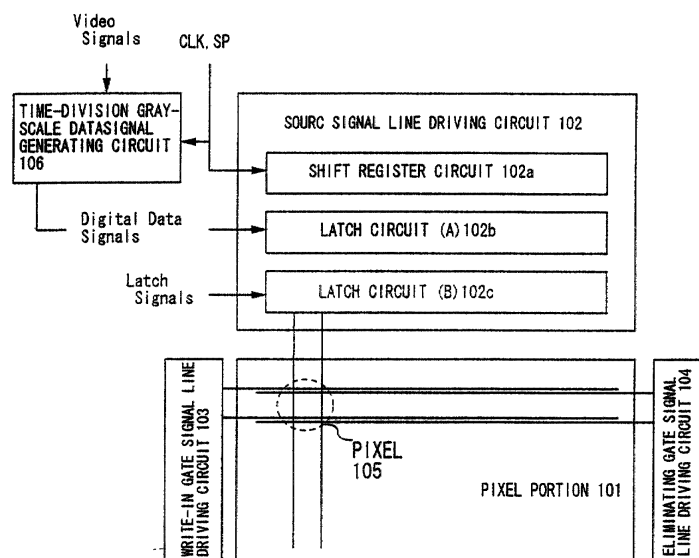 Video
Signals
CLK,SP
TIME-DIVISION GRAY-
SCALE DATASIGNAL
GENERATING CIRCUIT
106
SOURC SIGNAL LINE DRIVING CIRCUIT 102
SHIFT REGISTER CIRCUIT 102a
Digital Data
Signals
LATCH CIRCUIT (A)102b
Latch
Signals
LATCH CIRCUIT (B)102c
WRITE-IN GATE SIGNAL LINE
DRIVING CIRCUIT 103
PIXEL
105
PIXEL PORTION 101
ELIMINATING GATE SIGNAL
LINE DRIVING CIRCUIT 104